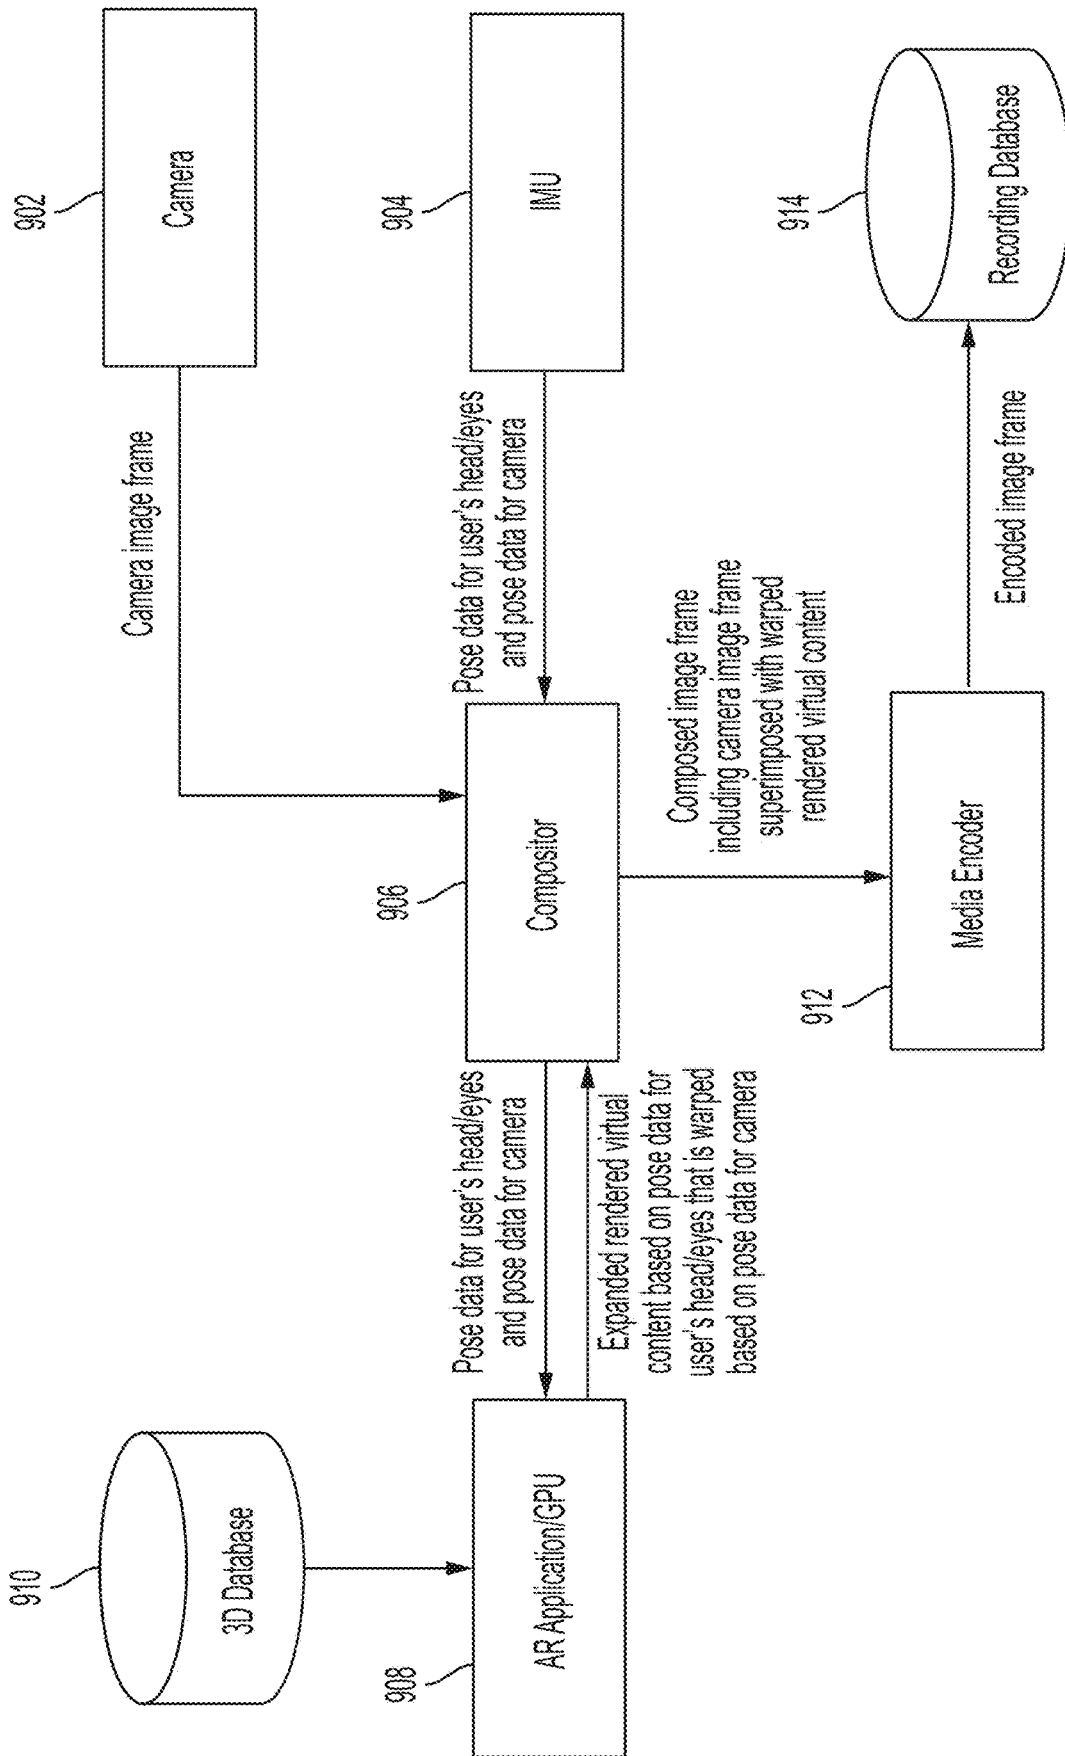 910
3D Database
908
AR Application/GPU
Pose data for user's head/eyes
and pose data for camera
Expanded rendered virtual
content based on pose data for
user's head/eyes that is warped
based on pose data for camera
906
Compositor
Camera image frame
902
Camera
Pose data for user's head/eyes
and pose data for camera
904
IMU
Composed image frame
including camera image frame
superimposed with warped
rendered virtual content
912
Media Encoder
Encoded image frame
914
Recording Database